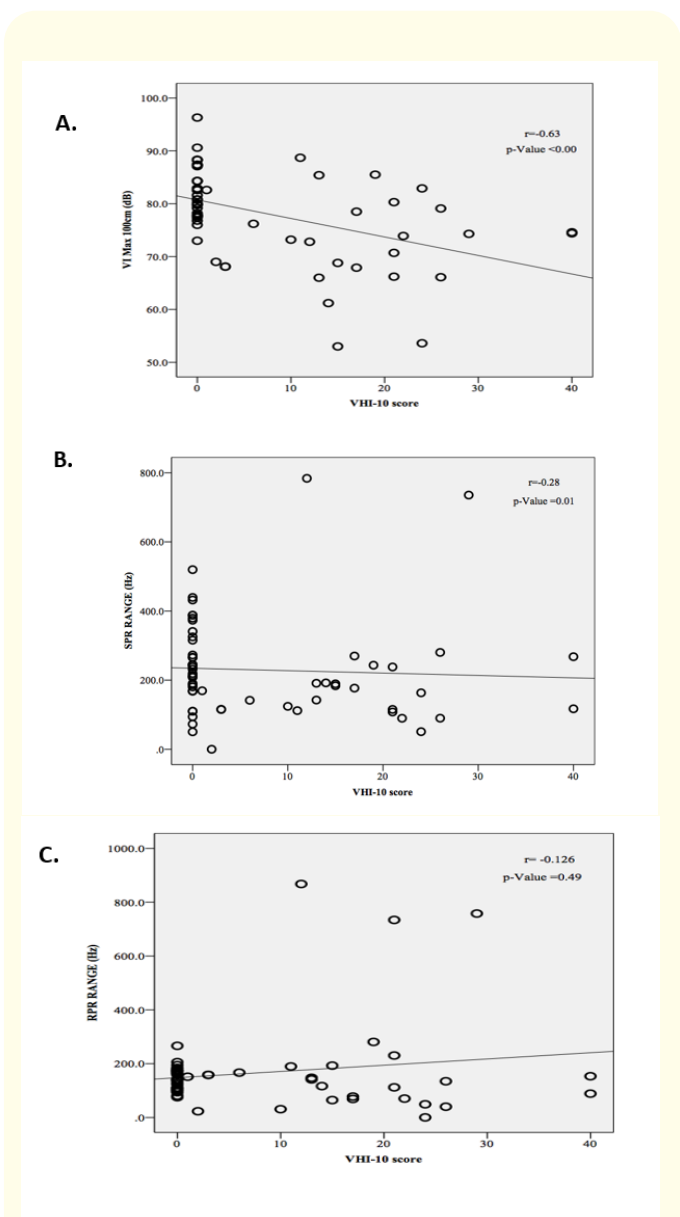 A.
100.0
90.0
80.0
70.0
60.0
50.0
VI Max 100cm (dB)
r=-0.63
p-Value <0.00
0 10 20 30 40
VHI-10 score
B.
800.0
600.0
400.0
200.0
.0
SPR RANGE (Hz)
r=-0.28
p-Value =0.01
0 10 20 30 40
VHI-10 score
C.
1000.0
800.0
600.0
400.0
200.0
.0
RPR RANGE (Hz)
r= -0.126
p-Value =0.49
0 10 20 30 40
VHI-10 score